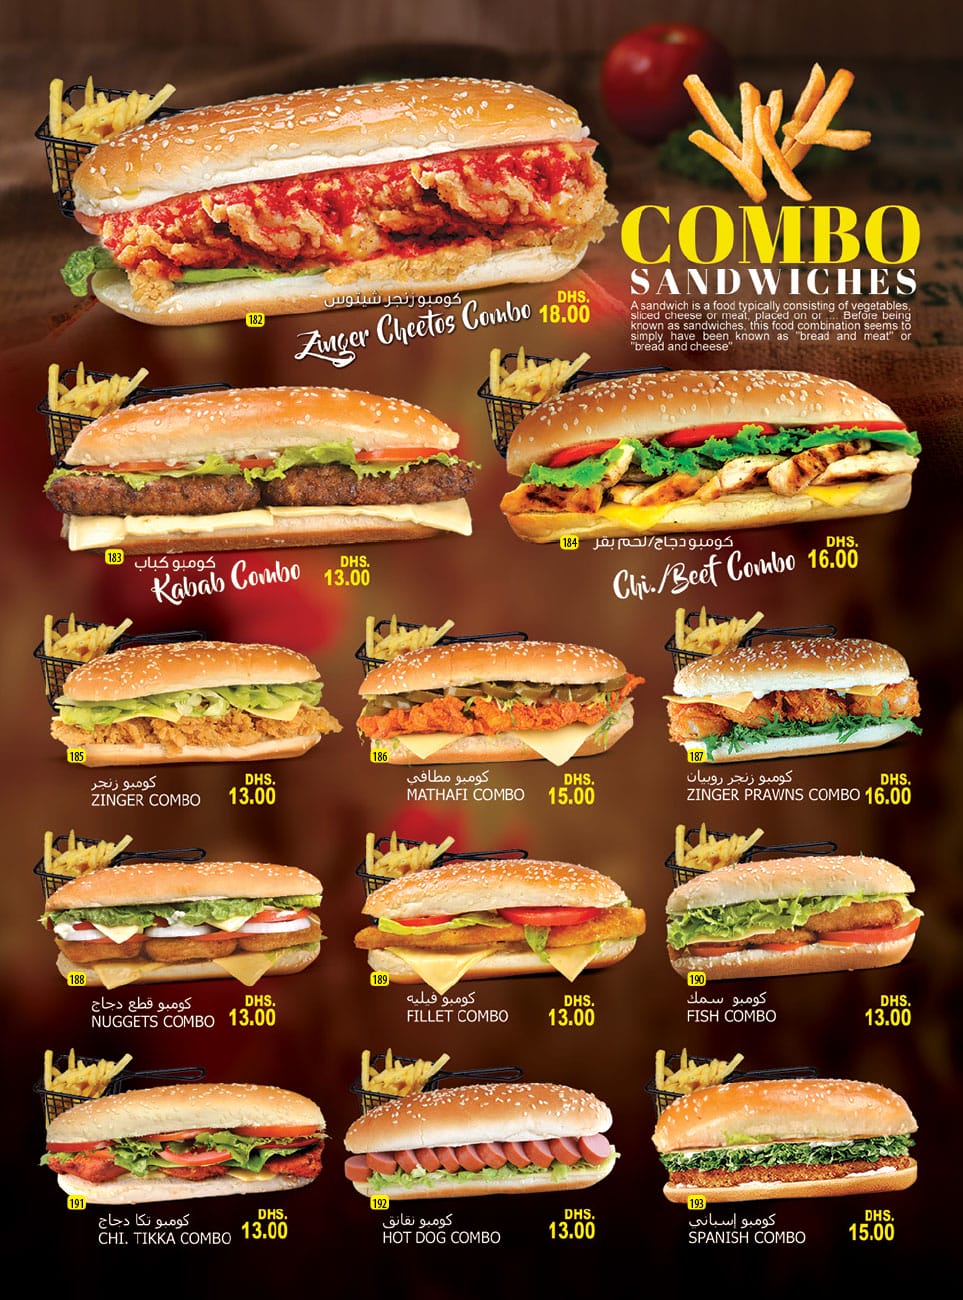 COMBO
SANDWICHES
A sandwich is a food typically consisting of vegetables,
sliced cheese or meat, placed on or ... Before being
known as sandwiches, this food combination seems to
simply have been known as "bread and meat" or
"bread and cheese"
182
كومبو زنجر شيتوس
Zinger Cheetos Combo
DHS.
18.00
183
كومبو كباب
Kabab Combo
DHS.
13.00
184
كومبو دجاج/لحم بقر
Chi./Beef Combo
DHS.
16.00
185
كومبو زنجر
ZINGER COMBO
DHS.
13.00
186
كومبو مطافي
MATHAFI COMBO
DHS.
15.00
187
كومبو زنجر روبيان
ZINGER PRAWNS COMBO
DHS.
16.00
188
كومبو قطع دجاج
NUGGETS COMBO
DHS.
13.00
189
كومبو فيليه
FILLET COMBO
DHS.
13.00
190
كومبو سمك
FISH COMBO
DHS.
13.00
191
كومبو تكا دجاج
CHI. TIKKA COMBO
DHS.
13.00
192
كومبو نقانق
HOT DOG COMBO
DHS.
13.00
193
كومبو إسباني
SPANISH COMBO
DHS.
15.00